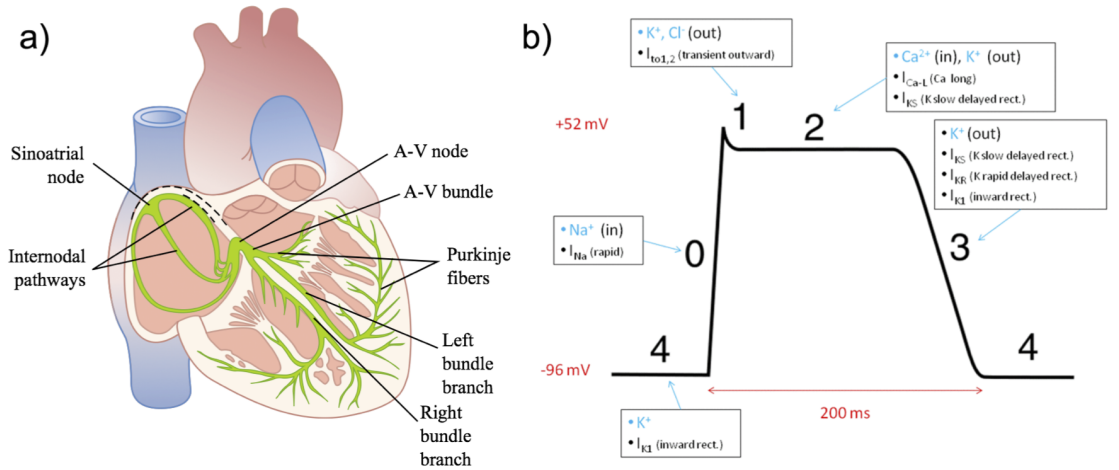 a)
Sinoatrial
node
Internodal
pathways
A-V node
A-V bundle
Purkinje
fibers
Left
bundle
branch
Right
bundle
branch
b)
• K⁺, Cl⁻ (out)
• Ito1,2 (transient outward)
• Ca²⁺ (in), K⁺ (out)
• ICa-L (Ca long)
• IKS (K slow delayed rect.)
+52 mV
1
2
• K⁺ (out)
• IKS (K slow delayed rect.)
• IKR (K rapid delayed rect.)
• IK1 (inward rect.)
• Na⁺ (in)
• INa (rapid)
0
3
-96 mV
4
4
200 ms
• K⁺
• IK1 (inward rect.)